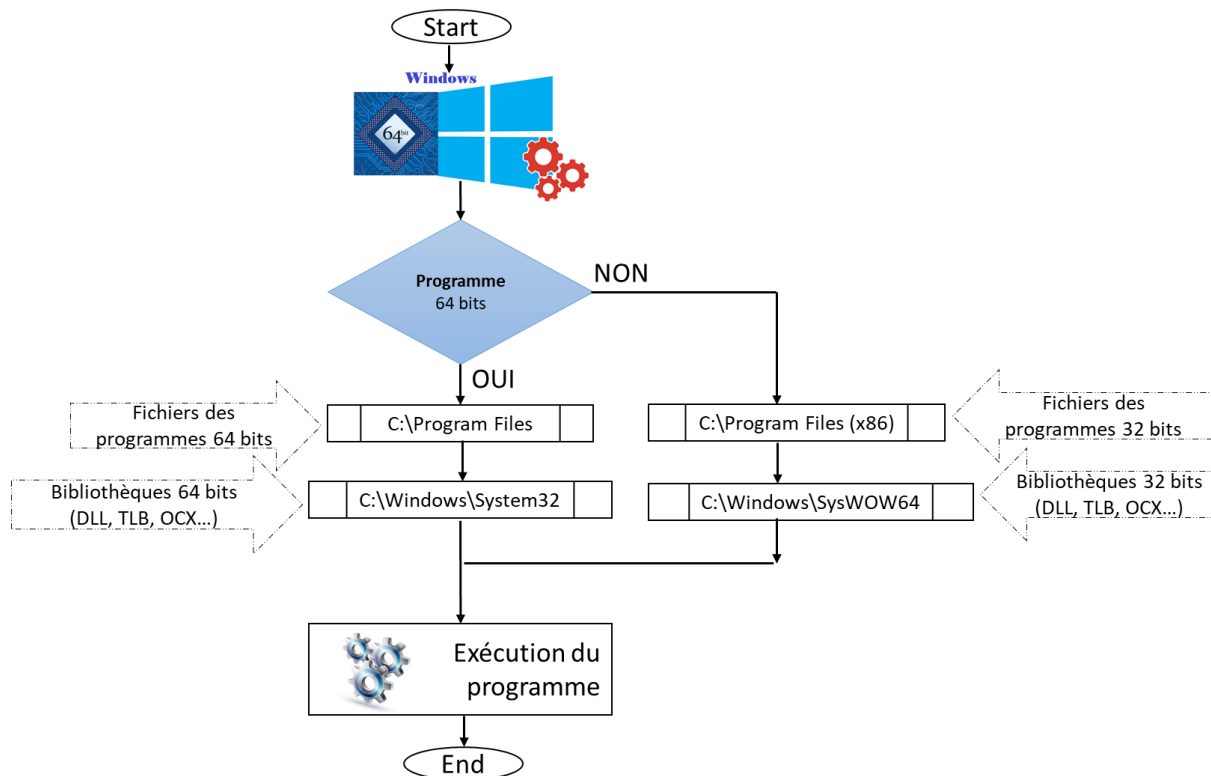 Start
Windows
64 bit
Programme
64 bits
NON
OUI
Fichiers des
programmes 64 bits
C:\Program Files
C:\Program Files (x86)
Fichiers des
programmes 32 bits
Bibliothèques 64 bits
(DLL, TLB, OCX...)
C:\Windows\System32
C:\Windows\SysWOW64
Bibliothèques 32 bits
(DLL, TLB, OCX...)
Exécution du
programme
End